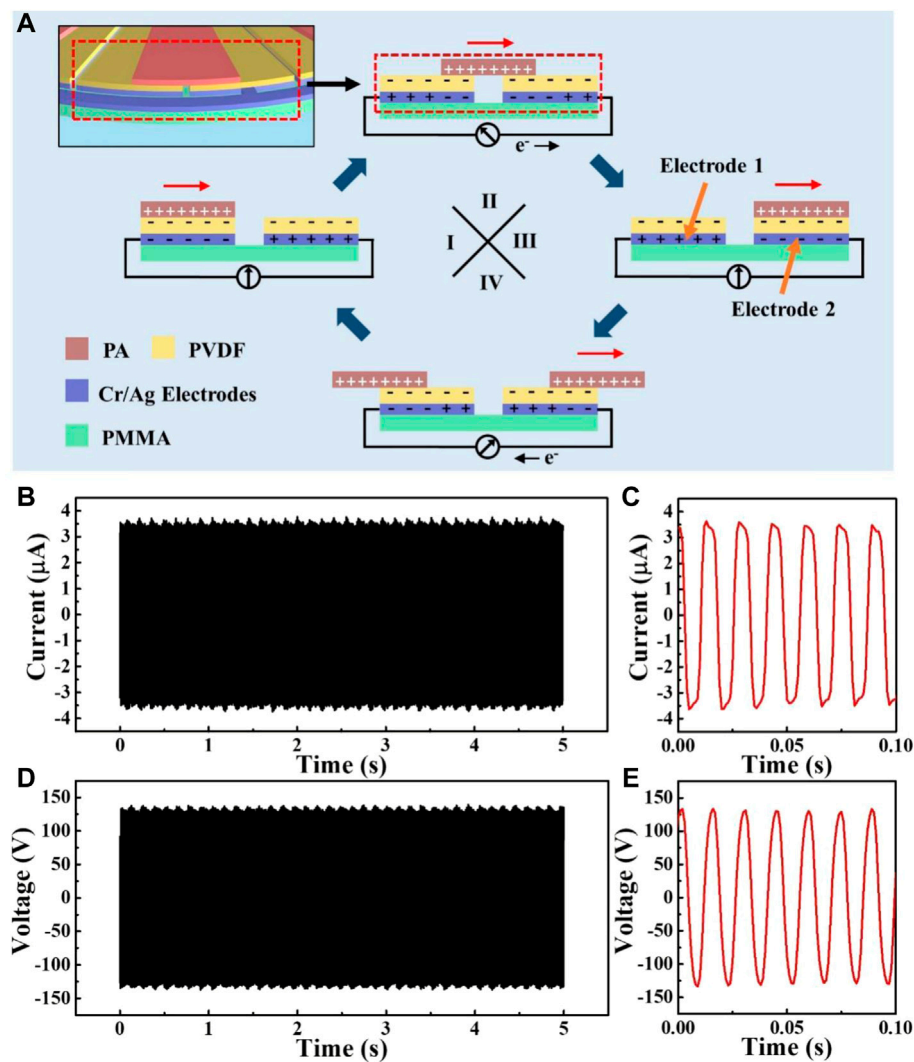 A
+ + + + + + + +
- - - - -   - - - - -
+ + + - -   - - - + +
e⁻ →
Electrode 1
+ + + + + + + +
- - - - -   - - - - -
- - - - -   + + + + +
II
I   III
IV
+ + + + + + + +
- - - - -   - - - - -
+ + + + +   - - - - -
Electrode 2
PA   PVDF
Cr/Ag Electrodes
PMMA
+ + + + + + + +   + + + + + + + +
- - - - -   - - - - -
- - - + +   + + + - -
← e⁻
B
Current (μA)
4
3
2
1
0
-1
-2
-3
-4
0   1   2   3   4   5
Time (s)
C
Current (μA)
4
3
2
1
0
-1
-2
-3
-4
0.00   0.05   0.10
Time (s)
D
Voltage (V)
150
100
50
0
-50
-100
-150
0   1   2   3   4   5
Time (s)
E
Voltage (V)
150
100
50
0
-50
-100
-150
0.00   0.05   0.10
Time (s)